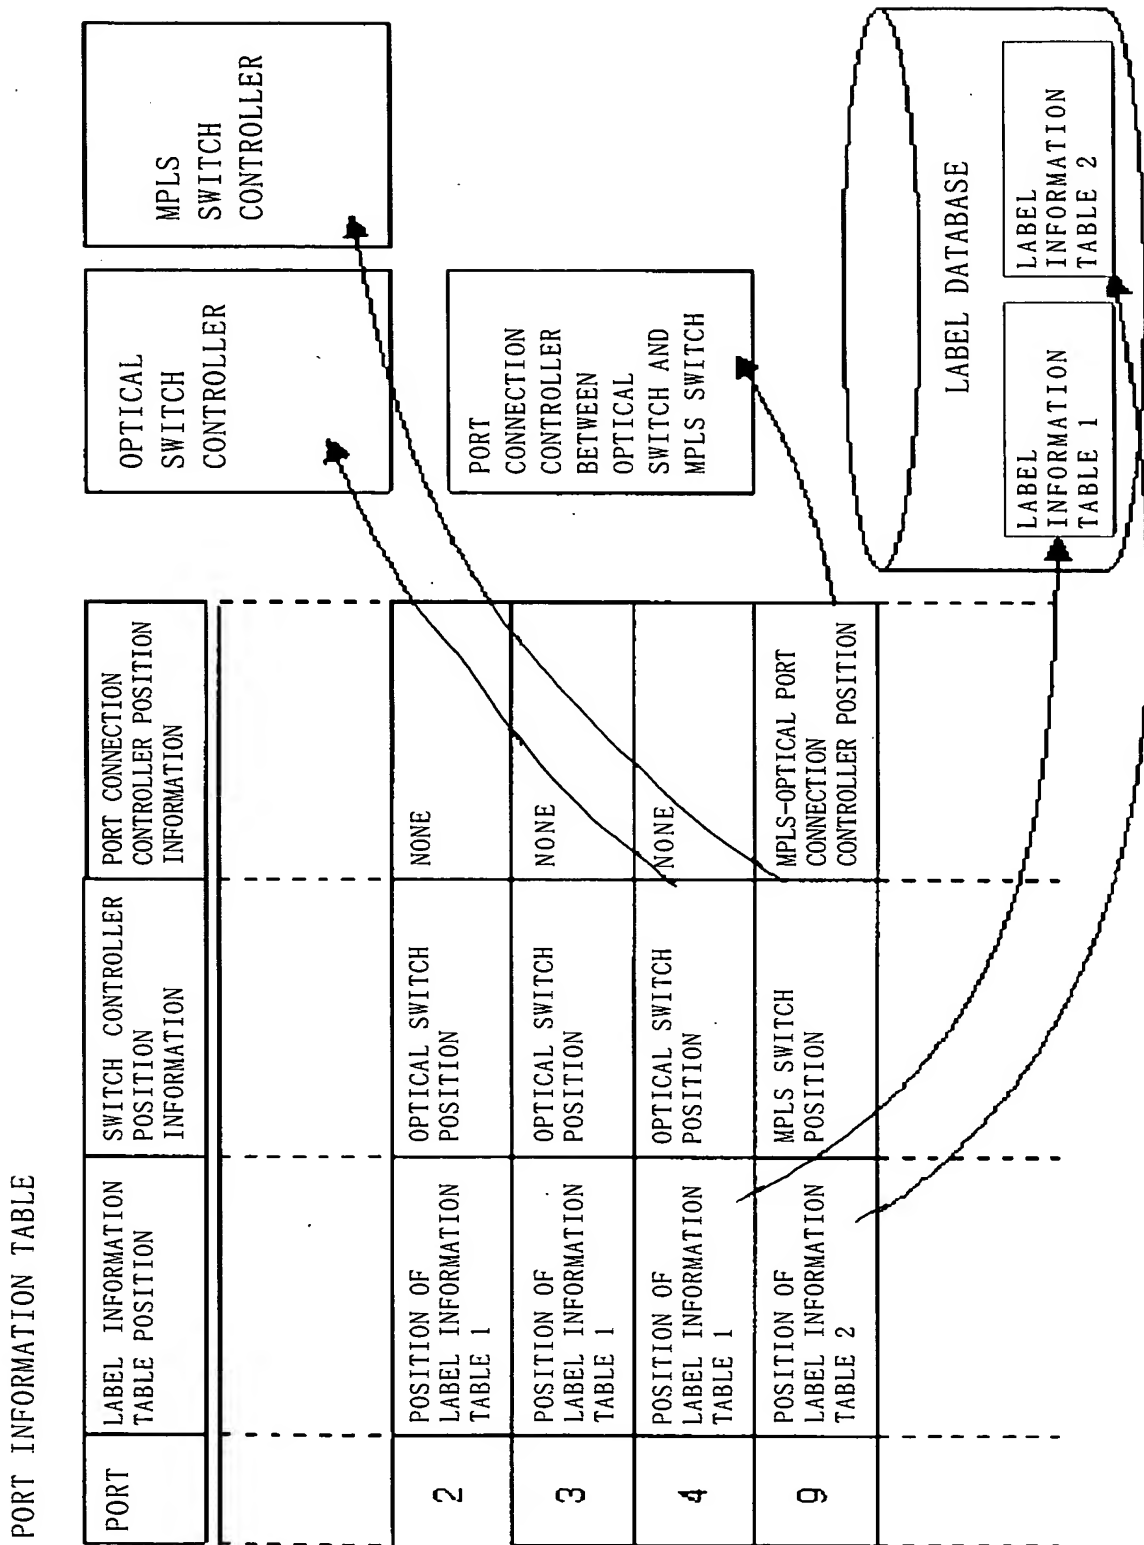 PORT INFORMATION TABLE
PORT
LABEL INFORMATION
TABLE POSITION
SWITCH CONTROLLER
POSITION
INFORMATION
PORT CONNECTION
CONTROLLER POSITION
INFORMATION
2
POSITION OF
LABEL INFORMATION
TABLE 1
OPTICAL SWITCH
POSITION
NONE
3
POSITION OF
LABEL INFORMATION
TABLE 1
OPTICAL SWITCH
POSITION
NONE
4
POSITION OF
LABEL INFORMATION
TABLE 1
OPTICAL SWITCH
POSITION
NONE
9
POSITION OF
LABEL INFORMATION
TABLE 2
MPLS SWITCH
POSITION
MPLS-OPTICAL PORT
CONNECTION
CONTROLLER POSITION
OPTICAL
SWITCH
CONTROLLER
MPLS
SWITCH
CONTROLLER
PORT
CONNECTION
CONTROLLER
BETWEEN
OPTICAL
SWITCH AND
MPLS SWITCH
LABEL DATABASE
LABEL
INFORMATION
TABLE 1
LABEL
INFORMATION
TABLE 2